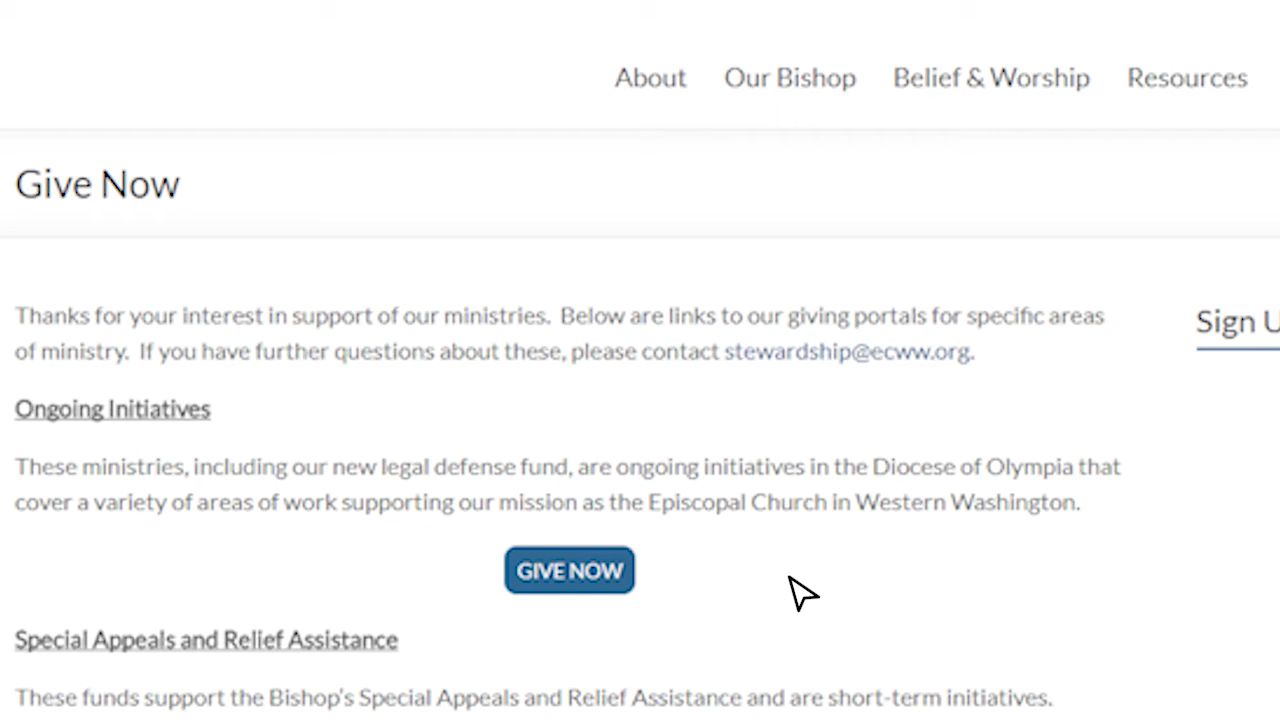 About Our Bishop Belief & Worship Resources
Give Now
Thanks for your interest in support of our ministries. Below are links to our giving portals for specific areas
of ministry. If you have further questions about these, please contact stewardship@ecww.org.
Sign U
Ongoing Initiatives
These ministries, including our new legal defense fund, are ongoing initiatives in the Diocese of Olympia that
cover a variety of areas of work supporting our mission as the Episcopal Church in Western Washington.
GIVE NOW
Special Appeals and Relief Assistance
These funds support the Bishop's Special Appeals and Relief Assistance and are short-term initiatives.